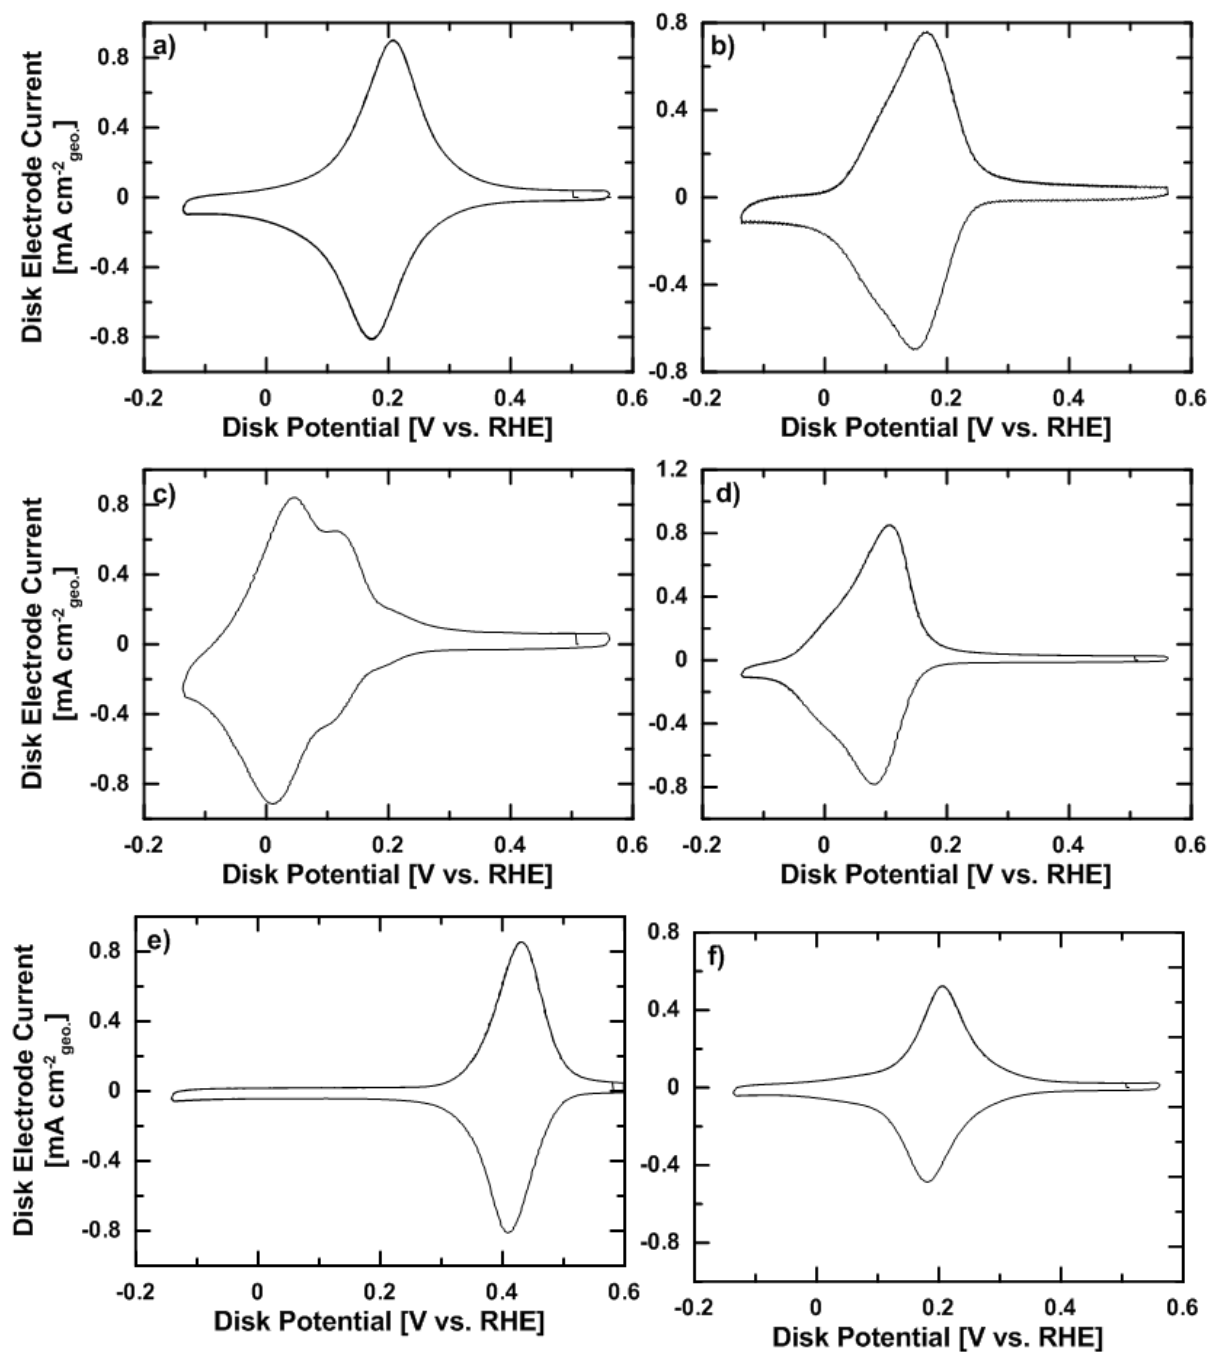 a)
Disk Electrode Current
[mA cm-2geo.]
0.8
0.4
0
-0.4
-0.8
-0.2 0 0.2 0.4 0.6
Disk Potential [V vs. RHE]
b)
0.8
0.4
0
-0.4
-0.8
-0.2 0 0.2 0.4 0.6
Disk Potential [V vs. RHE]
c)
Disk Electrode Current
[mA cm-2geo.]
0.8
0.4
0
-0.4
-0.8
-0.2 0 0.2 0.4 0.6
Disk Potential [V vs. RHE]
d)
1.2
0.8
0.4
0
-0.4
-0.8
-0.2 0 0.2 0.4 0.6
Disk Potential [V vs. RHE]
e)
Disk Electrode Current
[mA cm-2geo.]
0.8
0.4
0
-0.4
-0.8
-0.2 0 0.2 0.4 0.6
Disk Potential [V vs. RHE]
f)
0.8
0.4
0
-0.4
-0.8
-0.2 0 0.2 0.4 0.6
Disk Potential [V vs. RHE]